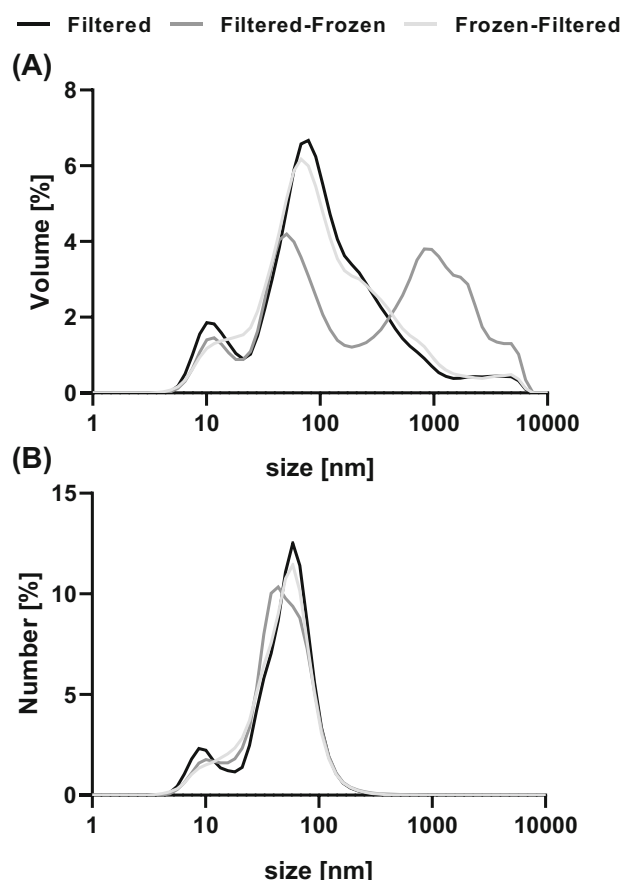 Filtered Filtered-Frozen Frozen-Filtered
(A)
8
6
4
2
0
Volume [%]
1 10 100 1000 10000
size [nm]
(B)
15
10
5
0
Number [%]
1 10 100 1000 10000
size [nm]